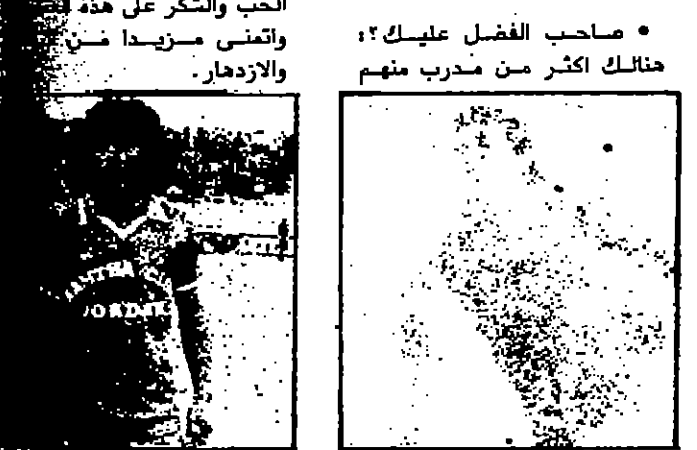 • صاحب الفضل عليك؟:
هنالك اكثر من مدرب منهم
الحب والشكر على هذه
واتمنى مزيدا من
والازدهار.
JORDAN